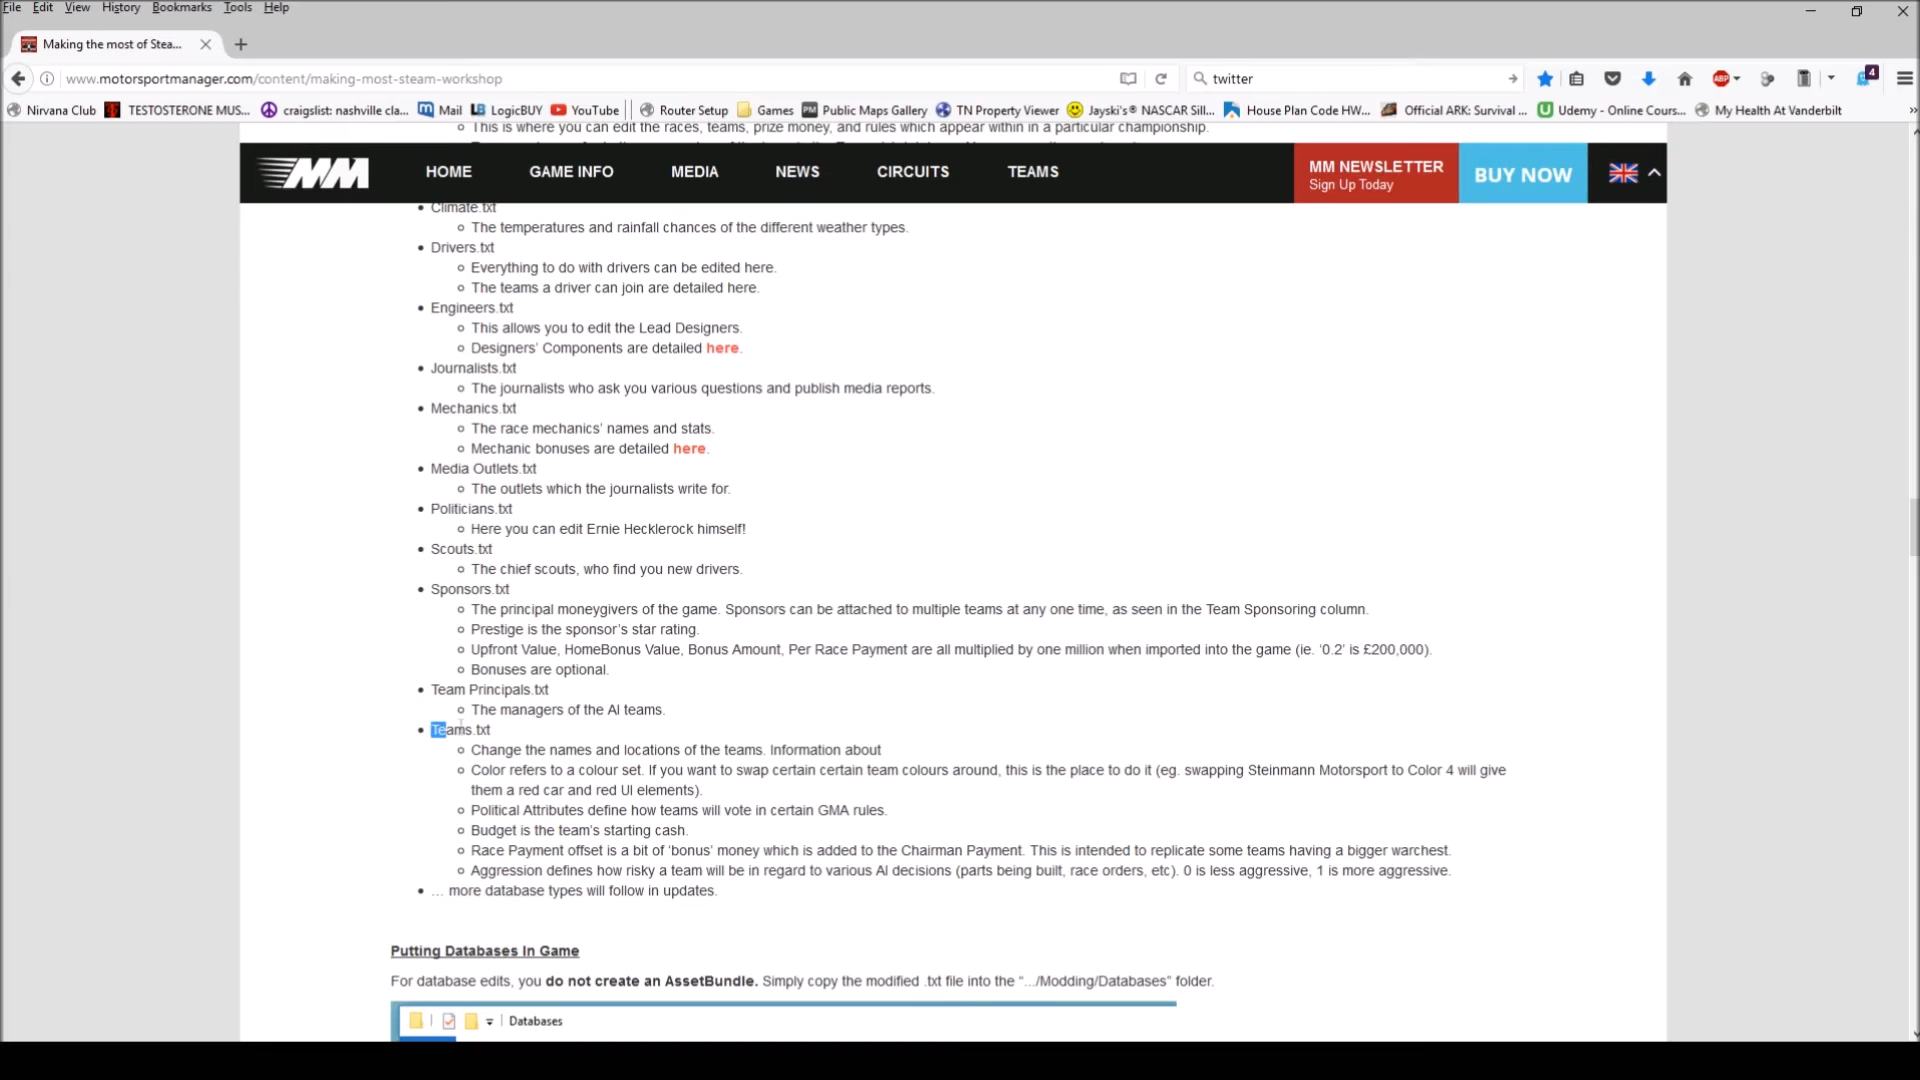 File Edit View History Bookmarks Tools Help
Making the most of Stea...
www.motorsportmanager.com/content/making-most-steam-workshop
twitter
ABP
4
Nirvana Club TESTOSTERONE MUS... craigslist: nashville cla... Mail LogicBUY YouTube Router Setup Games Public Maps Gallery TN Property Viewer Jayski's® NASCAR Sill... House Plan Code HW... Official ARK: Survival ... Udemy - Online Cours... My Health At Vanderbilt
This is where you can edit the races, teams, prize money, and rules which appear within in a particular championship.
MM HOME GAME INFO MEDIA NEWS CIRCUITS TEAMS MM NEWSLETTER Sign Up Today BUY NOW
Climate.txt
The temperatures and rainfall chances of the different weather types.
Drivers.txt
Everything to do with drivers can be edited here.
The teams a driver can join are detailed here.
Engineers.txt
This allows you to edit the Lead Designers.
Designers' Components are detailed here.
Journalists.txt
The journalists who ask you various questions and publish media reports.
Mechanics.txt
The race mechanics' names and stats.
Mechanic bonuses are detailed here.
Media Outlets.txt
The outlets which the journalists write for.
Politicians.txt
Here you can edit Ernie Hecklerock himself!
Scouts.txt
The chief scouts, who find you new drivers.
Sponsors.txt
The principal moneygivers of the game. Sponsors can be attached to multiple teams at any one time, as seen in the Team Sponsoring column.
Prestige is the sponsor's star rating.
Upfront Value, HomeBonus Value, Bonus Amount, Per Race Payment are all multiplied by one million when imported into the game (ie. '0.2' is £200,000).
Bonuses are optional.
Team Principals.txt
The managers of the AI teams.
Teams.txt
Change the names and locations of the teams. Information about
Color refers to a colour set. If you want to swap certain certain team colours around, this is the place to do it (eg. swapping Steinmann Motorsport to Color 4 will give
them a red car and red UI elements).
Political Attributes define how teams will vote in certain GMA rules.
Budget is the team's starting cash.
Race Payment offset is a bit of 'bonus' money which is added to the Chairman Payment. This is intended to replicate some teams having a bigger warchest.
Aggression defines how risky a team will be in regard to various AI decisions (parts being built, race orders, etc). 0 is less aggressive, 1 is more aggressive.
... more database types will follow in updates.
Putting Databases In Game
For database edits, you do not create an AssetBundle. Simply copy the modified .txt file into the ".../Modding/Databases" folder.
Databases